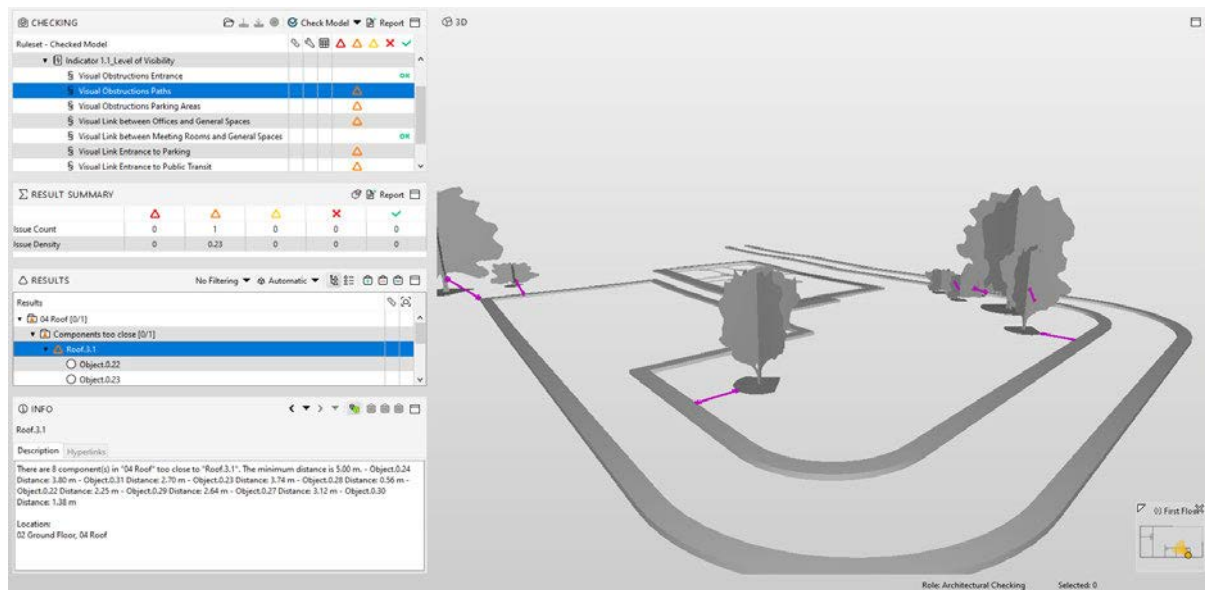 CHECKING
Check Model
Report
3D
Ruleset - Checked Model
Indicator 1.1_Level of Visibility
§ Visual Obstructions Entrance OK
§ Visual Obstructions Paths
§ Visual Obstructions Parking Areas
§ Visual Link between Offices and General Spaces
§ Visual Link between Meeting Rooms and General Spaces OK
§ Visual Link Entrance to Parking
§ Visual Link Entrance to Public Transit
RESULT SUMMARY Report
Issue Count 0 1 0 0 0
Issue Density 0 0.23 0 0 0
RESULTS No Filtering Automatic
Results
04 Roof [0/1]
Components too close [0/1]
Roof.3.1
Object.0.22
Object.0.23
INFO
Roof.3.1
Description Hyperlinks
There are 8 component(s) in "04 Roof" too close to "Roof.3.1". The minimum distance is 5.00 m. - Object.0.24
Distance: 3.80 m - Object.0.31 Distance: 2.70 m - Object.0.23 Distance: 3.74 m - Object.0.28 Distance: 0.56 m -
Object.0.22 Distance: 2.25 m - Object.0.29 Distance: 2.64 m - Object.0.27 Distance: 3.12 m - Object.0.30
Distance: 1.38 m
Location:
02 Ground Floor, 04 Roof
First Floor
Role: Architectural Checking Selected: 0